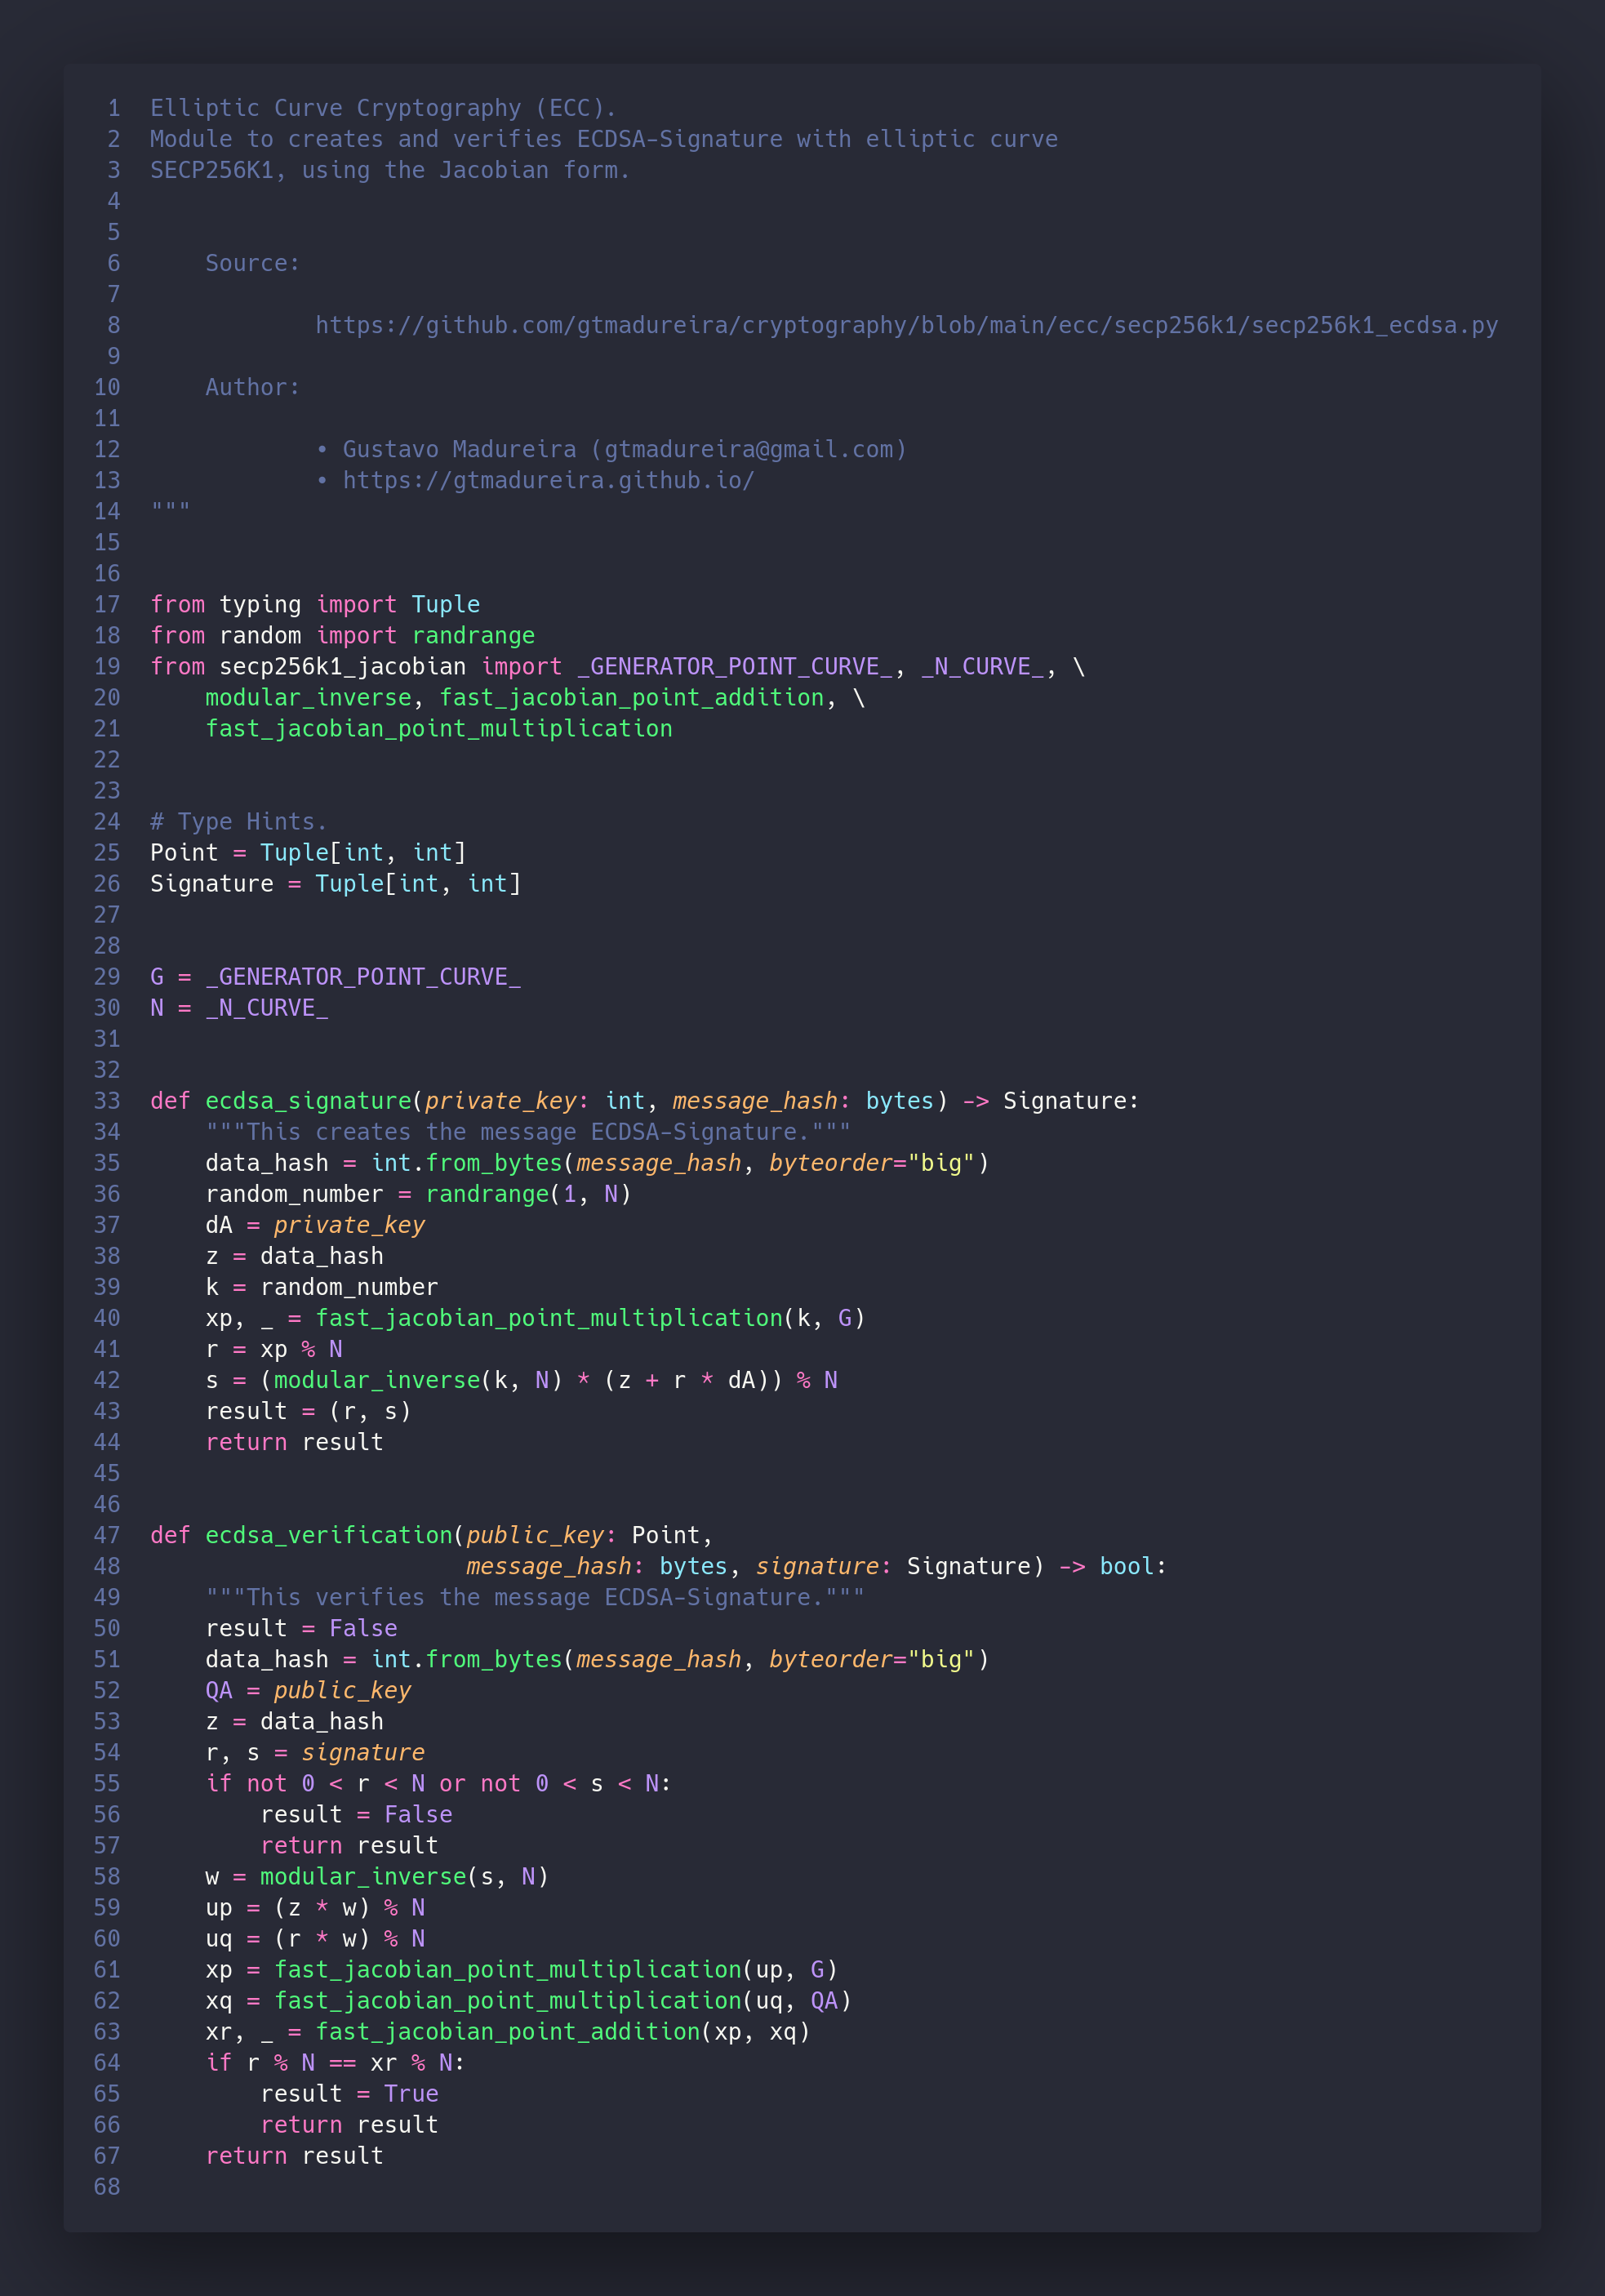 1 Elliptic Curve Cryptography (ECC).
2 Module to creates and verifies ECDSA-Signature with elliptic curve
3 SECP256K1, using the Jacobian form.
4
5
6     Source:
7
8             https://github.com/gtmadureira/cryptography/blob/main/ecc/secp256k1/secp256k1_ecdsa.py
9
10     Author:
11
12             • Gustavo Madureira (gtmadureira@gmail.com)
13             • https://gtmadureira.github.io/
14 """
15
16
17 from typing import Tuple
18 from random import randrange
19 from secp256k1_jacobian import _GENERATOR_POINT_CURVE_, _N_CURVE_, \
20     modular_inverse, fast_jacobian_point_addition, \
21     fast_jacobian_point_multiplication
22
23
24 # Type Hints.
25 Point = Tuple[int, int]
26 Signature = Tuple[int, int]
27
28
29 G = _GENERATOR_POINT_CURVE_
30 N = _N_CURVE_
31
32
33 def ecdsa_signature(private_key: int, message_hash: bytes) -> Signature:
34     """This creates the message ECDSA-Signature."""
35     data_hash = int.from_bytes(message_hash, byteorder="big")
36     random_number = randrange(1, N)
37     dA = private_key
38     z = data_hash
39     k = random_number
40     xp, _ = fast_jacobian_point_multiplication(k, G)
41     r = xp % N
42     s = (modular_inverse(k, N) * (z + r * dA)) % N
43     result = (r, s)
44     return result
45
46
47 def ecdsa_verification(public_key: Point,
48                        message_hash: bytes, signature: Signature) -> bool:
49     """This verifies the message ECDSA-Signature."""
50     result = False
51     data_hash = int.from_bytes(message_hash, byteorder="big")
52     QA = public_key
53     z = data_hash
54     r, s = signature
55     if not 0 < r < N or not 0 < s < N:
56         result = False
57         return result
58     w = modular_inverse(s, N)
59     up = (z * w) % N
60     uq = (r * w) % N
61     xp = fast_jacobian_point_multiplication(up, G)
62     xq = fast_jacobian_point_multiplication(uq, QA)
63     xr, _ = fast_jacobian_point_addition(xp, xq)
64     if r % N == xr % N:
65         result = True
66         return result
67     return result
68